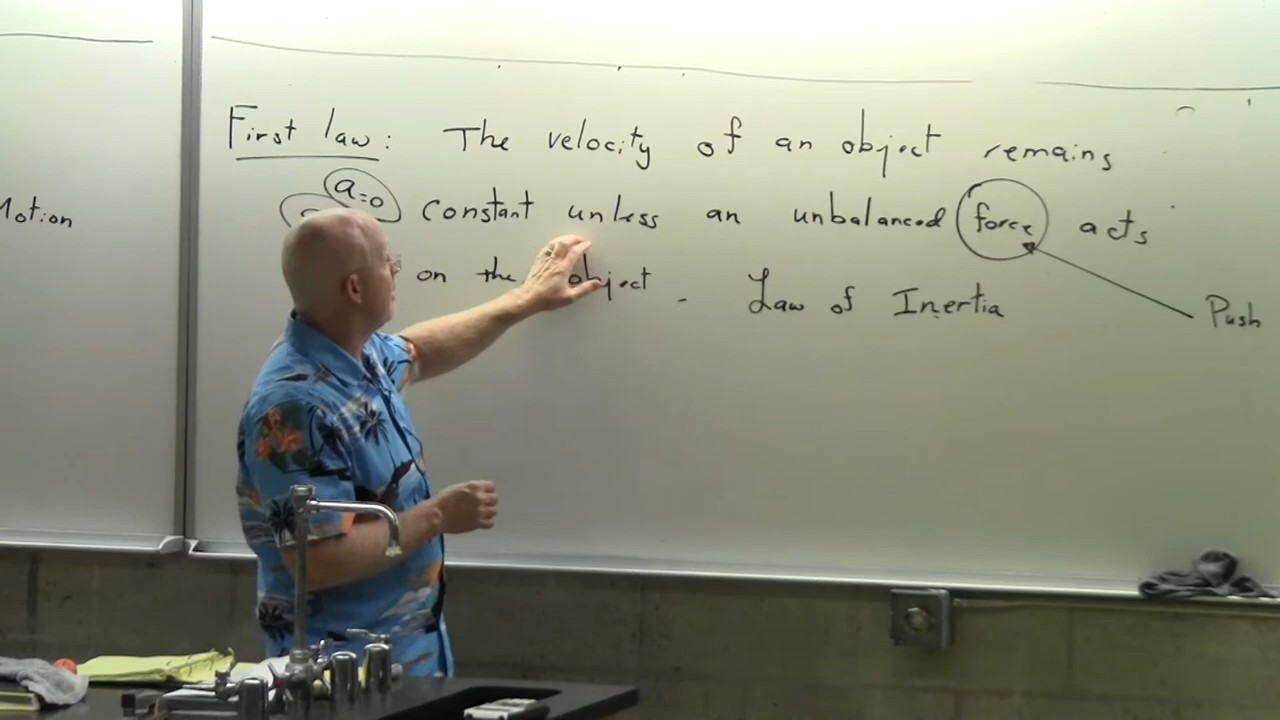 First law: The velocity of an object remains
Motion
a=0
constant unless an unbalanced force acts
on the object. Law of Inertia
Push